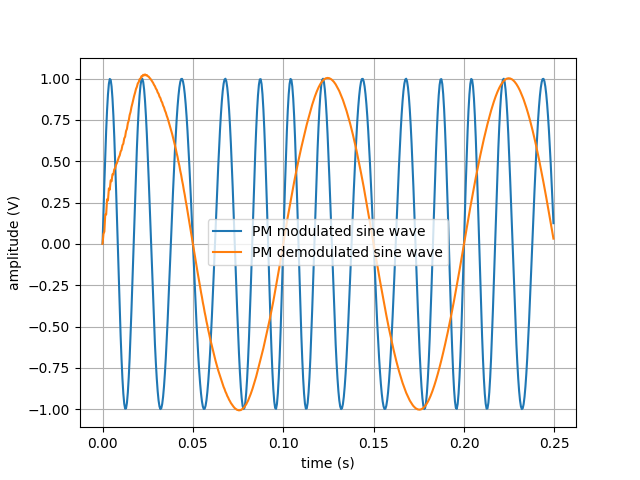 1.00
0.75
0.50
0.25
0.00
−0.25
−0.50
−0.75
−1.00
amplitude (V)
PM modulated sine wave
PM demodulated sine wave
0.00 0.05 0.10 0.15 0.20 0.25
time (s)